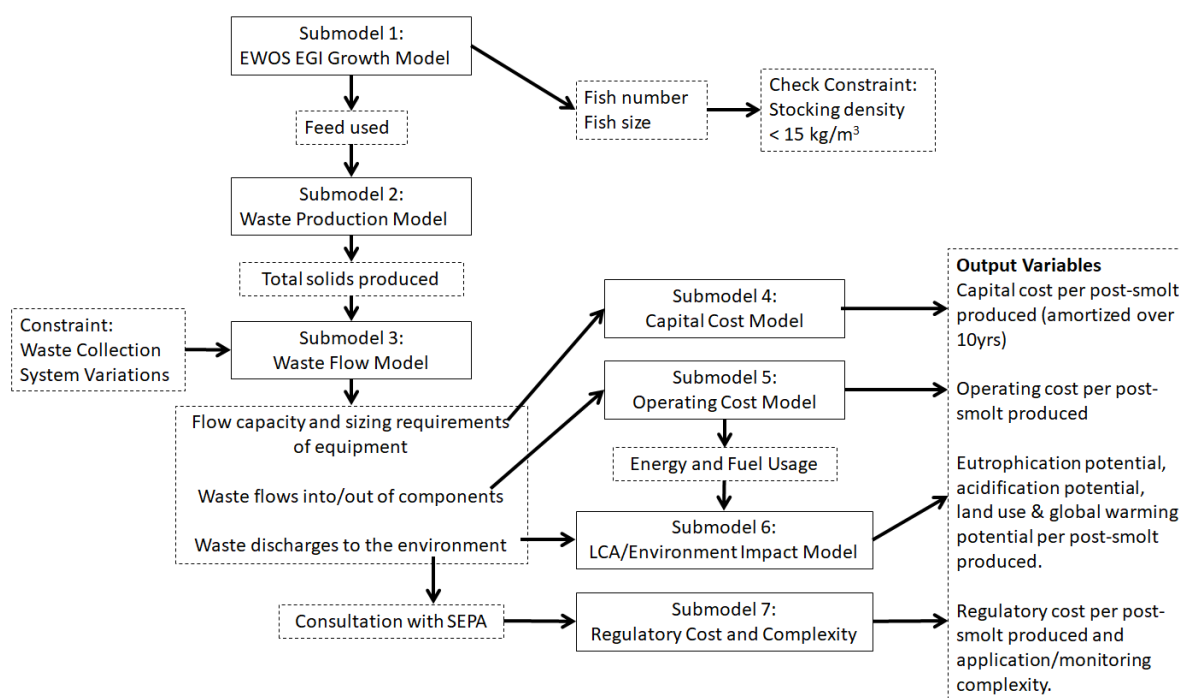 Submodel 1:
EWOS EGI Growth Model
Feed used
Fish number
Fish size
Check Constraint:
Stocking density
< 15 kg/m³
Submodel 2:
Waste Production Model
Total solids produced
Constraint:
Waste Collection
System Variations
Submodel 3:
Waste Flow Model
Flow capacity and sizing requirements
of equipment
Waste flows into/out of components
Waste discharges to the environment
Consultation with SEPA
Submodel 4:
Capital Cost Model
Submodel 5:
Operating Cost Model
Energy and Fuel Usage
Submodel 6:
LCA/Environment Impact Model
Submodel 7:
Regulatory Cost and Complexity
Output Variables
Capital cost per post-smolt
produced (amortized over
10yrs)
Operating cost per post-
smolt produced
Eutrophication potential,
acidification potential,
land use & global warming
potential per post-smolt
produced.
Regulatory cost per post-
smolt produced and
application/monitoring
complexity.